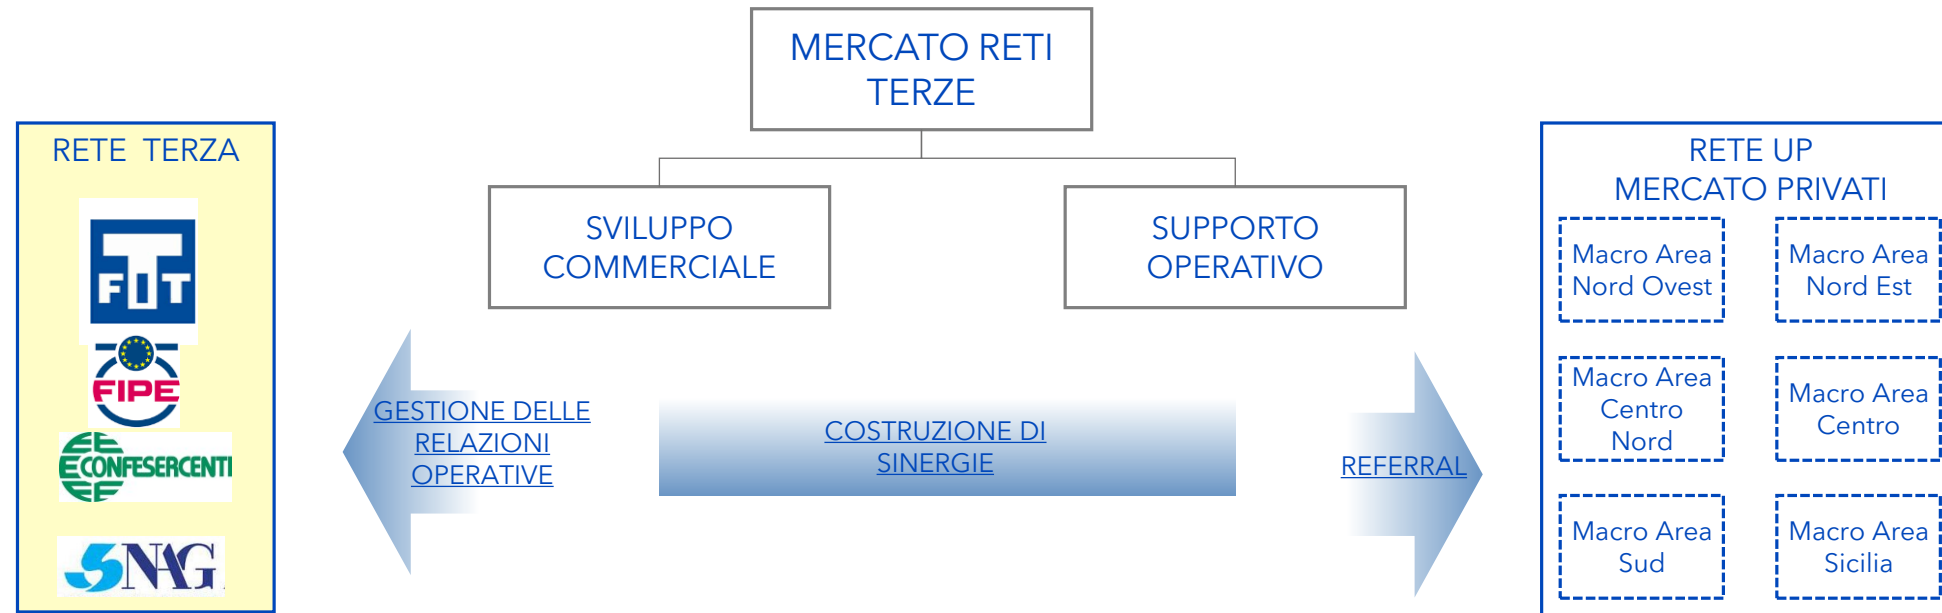 MERCATO RETI
TERZE
RETE TERZA
FIT
FIPE
CONFESERCENTI
SNAG
SVILUPPO
COMMERCIALE
SUPPORTO
OPERATIVO
GESTIONE DELLE
RELAZIONI
OPERATIVE
COSTRUZIONE DI
SINERGIE
REFERRAL
RETE UP
MERCATO PRIVATI
Macro Area
Nord Ovest
Macro Area
Nord Est
Macro Area
Centro
Nord
Macro Area
Centro
Macro Area
Sud
Macro Area
Sicilia